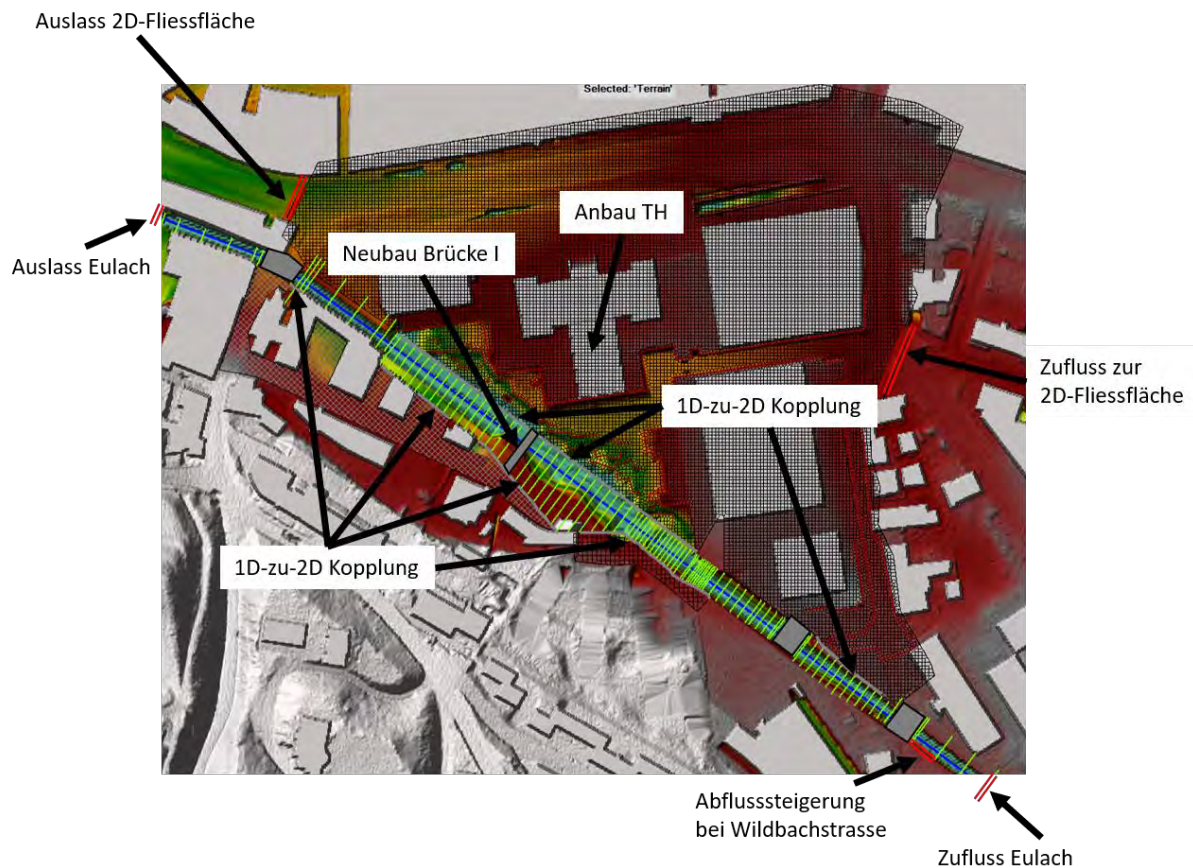 Auslass 2D-Fliessfläche
Selected: 'Terrain'
Anbau TH
Neubau Brücke I
Auslass Eulach
Zufluss zur
2D-Fliessfläche
1D-zu-2D Kopplung
1D-zu-2D Kopplung
Abflusssteigerung
bei Wildbachstrasse
Zufluss Eulach